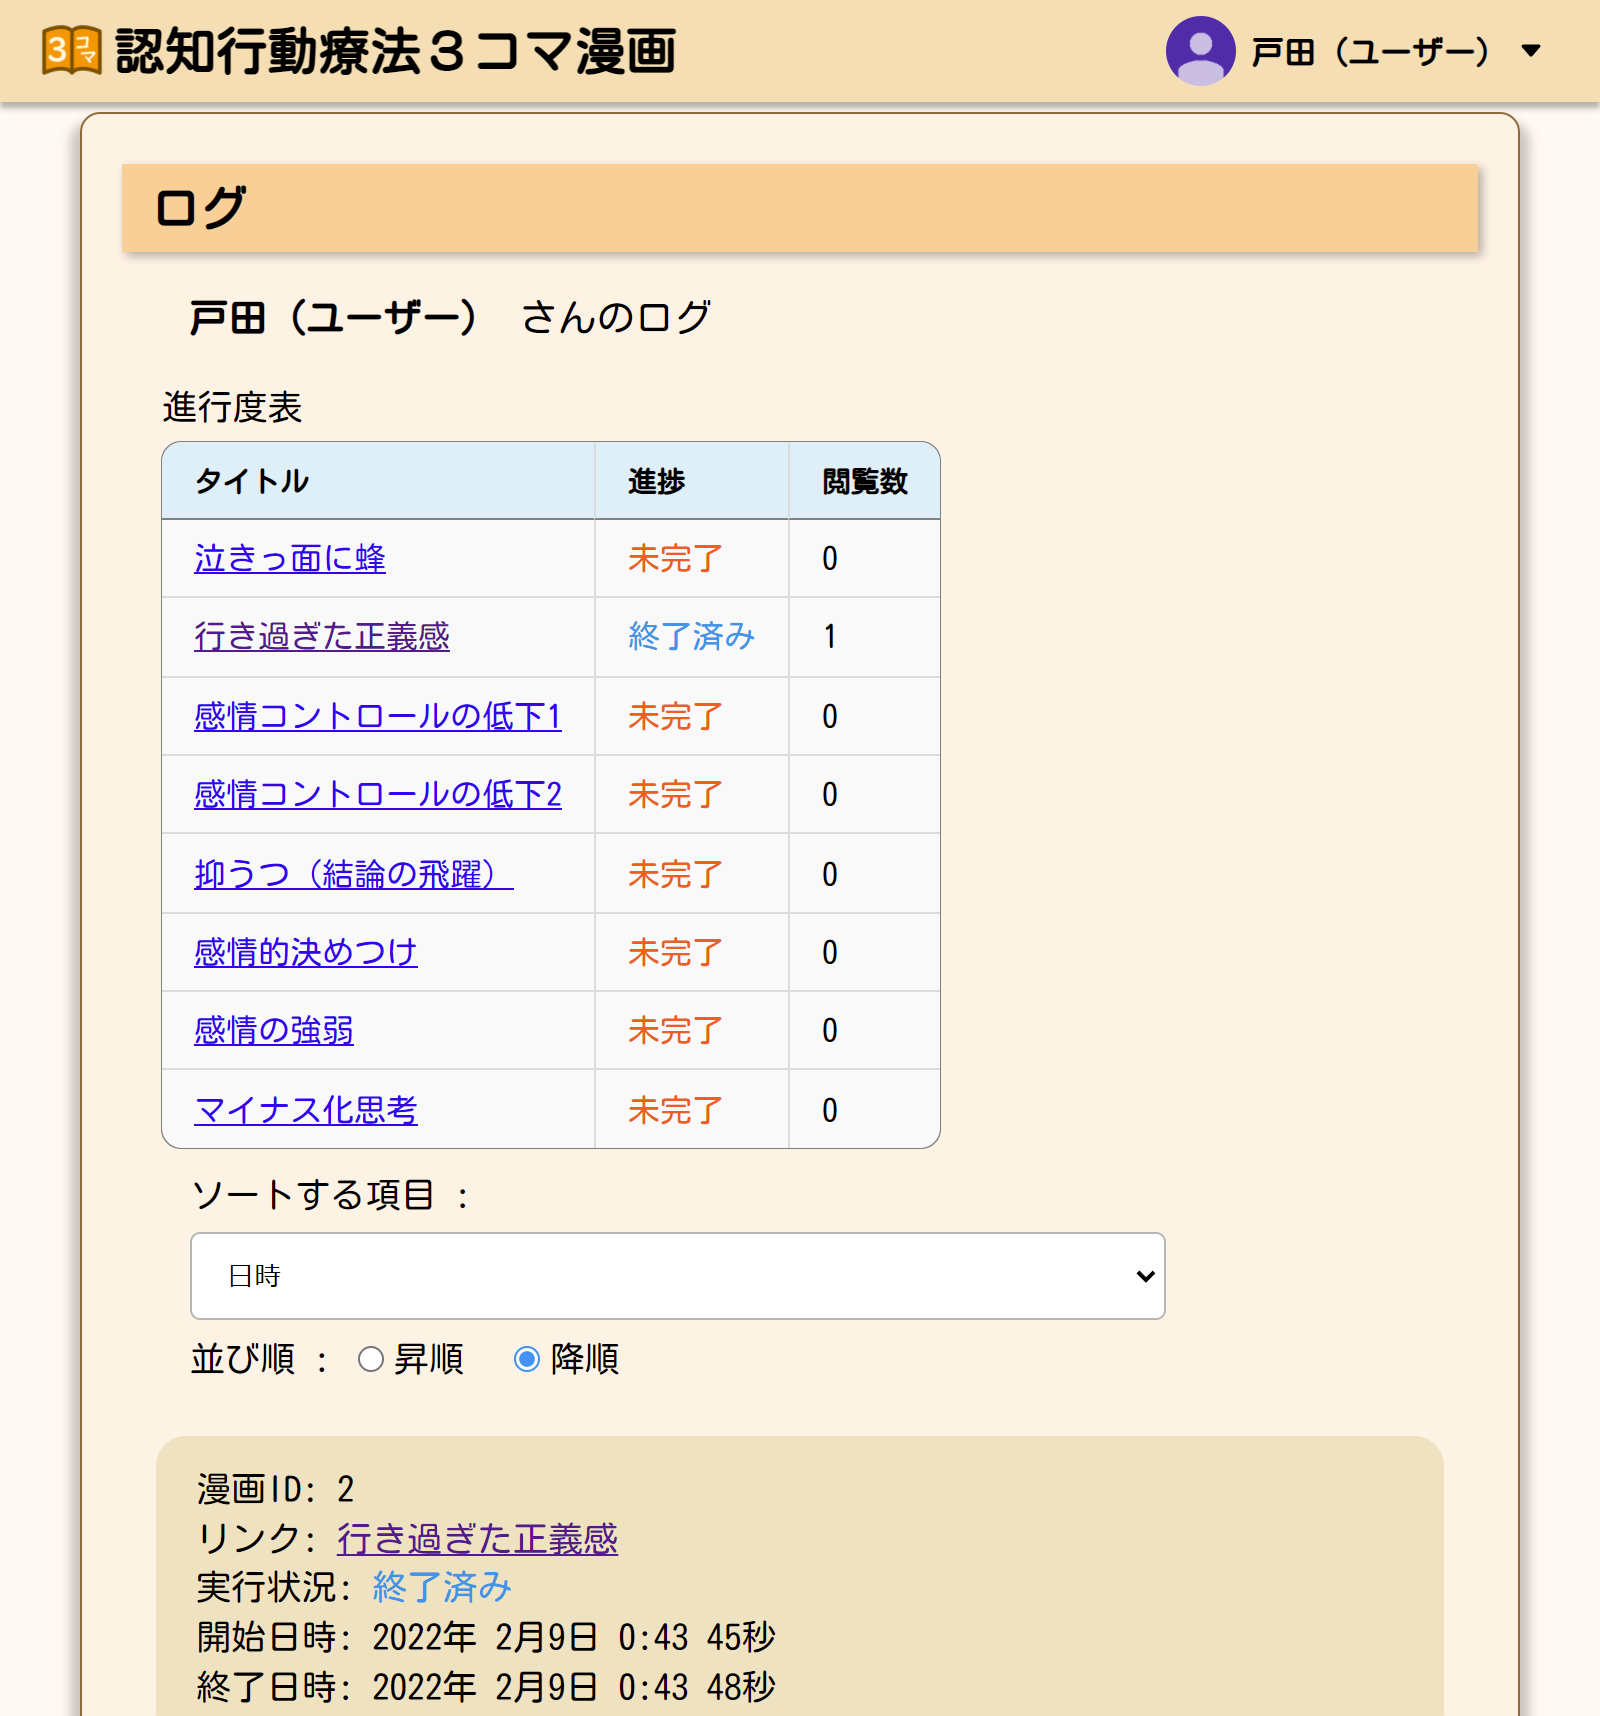 3コマ 認知行動療法３コマ漫画
戸田（ユーザー）
ログ
戸田（ユーザー） さんのログ
進行度表
タイトル 進捗 閲覧数
泣きっ面に蜂 未完了 0
行き過ぎた正義感 終了済み 1
感情コントロールの低下1 未完了 0
感情コントロールの低下2 未完了 0
抑うつ（結論の飛躍） 未完了 0
感情的決めつけ 未完了 0
感情の強弱 未完了 0
マイナス化思考 未完了 0
ソートする項目 :
日時
並び順 : 昇順 降順
漫画ID: 2
リンク: 行き過ぎた正義感
実行状況: 終了済み
開始日時: 2022年 2月9日 0:43 45秒
終了日時: 2022年 2月9日 0:43 48秒